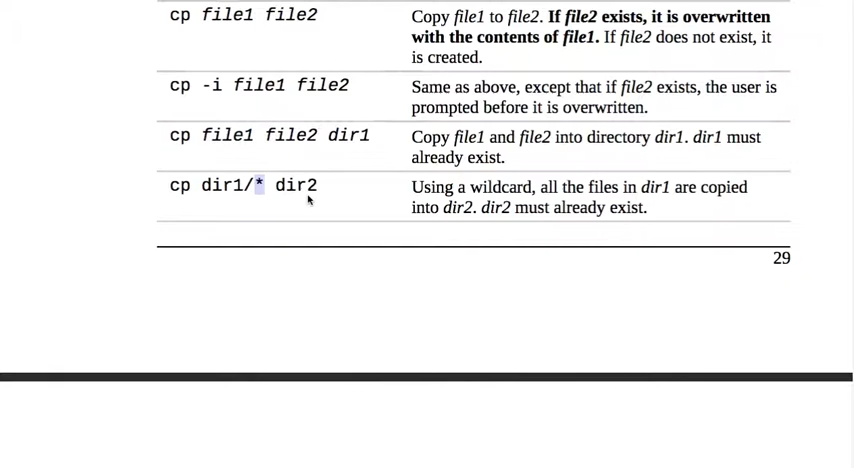 cp file1 file2
Copy file1 to file2. If file2 exists, it is overwritten
with the contents of file1. If file2 does not exist, it
is created.
cp -i file1 file2
Same as above, except that if file2 exists, the user is
prompted before it is overwritten.
cp file1 file2 dir1
Copy file1 and file2 into directory dir1. dir1 must
already exist.
cp dir1/* dir2
Using a wildcard, all the files in dir1 are copied
into dir2. dir2 must already exist.
29